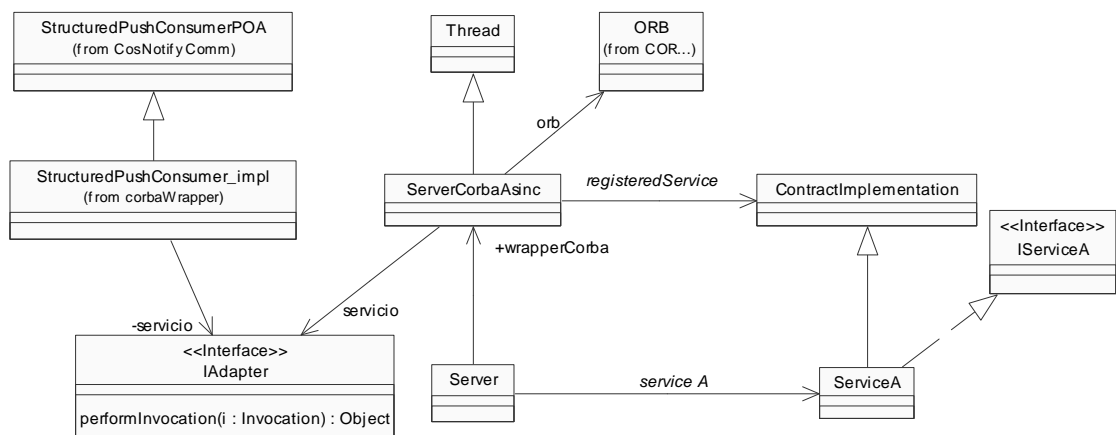 StructuredPushConsumerPOA
(from CosNotifyComm)
Thread
ORB
(from COR...)
orb
StructuredPushConsumer_impl
(from corbaWrapper)
ServerCorbaAsinc
registeredService
ContractImplementation
<<Interface>>
IServiceA
+wrapperCorba
servicio
-servicio
<<Interface>>
IAdapter
performInvocation(i : Invocation) : Object
Server
service A
ServiceA